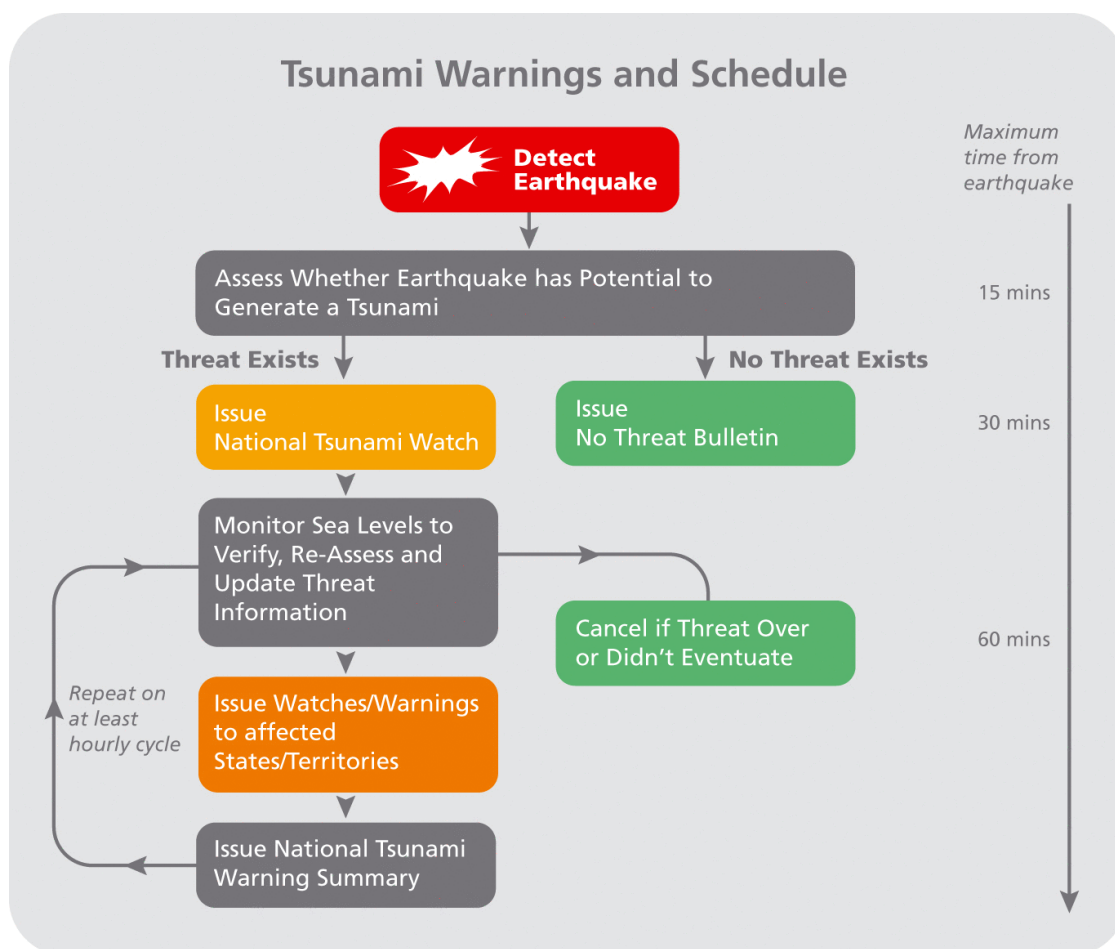 Tsunami Warnings and Schedule
Maximum
time from
earthquake
Detect
Earthquake
Assess Whether Earthquake has Potential to
Generate a Tsunami
15 mins
Threat Exists
No Threat Exists
Issue
National Tsunami Watch
Issue
No Threat Bulletin
30 mins
Monitor Sea Levels to
Verify, Re-Assess and
Update Threat
Information
Cancel if Threat Over
or Didn't Eventuate
60 mins
Repeat on
at least
hourly cycle
Issue Watches/Warnings
to affected
States/Territories
Issue National Tsunami
Warning Summary